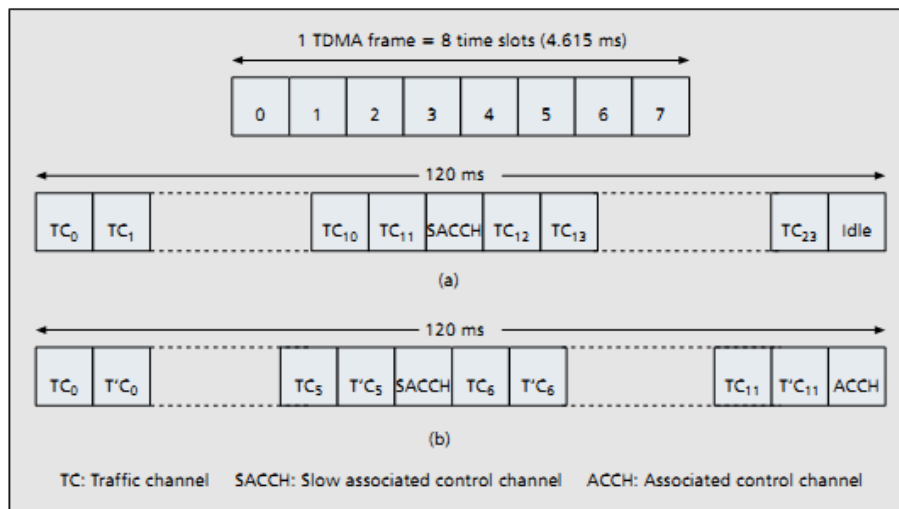 1 TDMA frame = 8 time slots (4.615 ms)
0 1 2 3 4 5 6 7
120 ms
TC₀ TC₁ TC₁₀ TC₁₁ SACCH TC₁₂ TC₁₃ TC₂₃ Idle
(a)
120 ms
TC₀ T'C₀ TC₅ T'C₅ SACCH TC₆ T'C₆ TC₁₁ T'C₁₁ ACCH
(b)
TC: Traffic channel SACCH: Slow associated control channel ACCH: Associated control channel